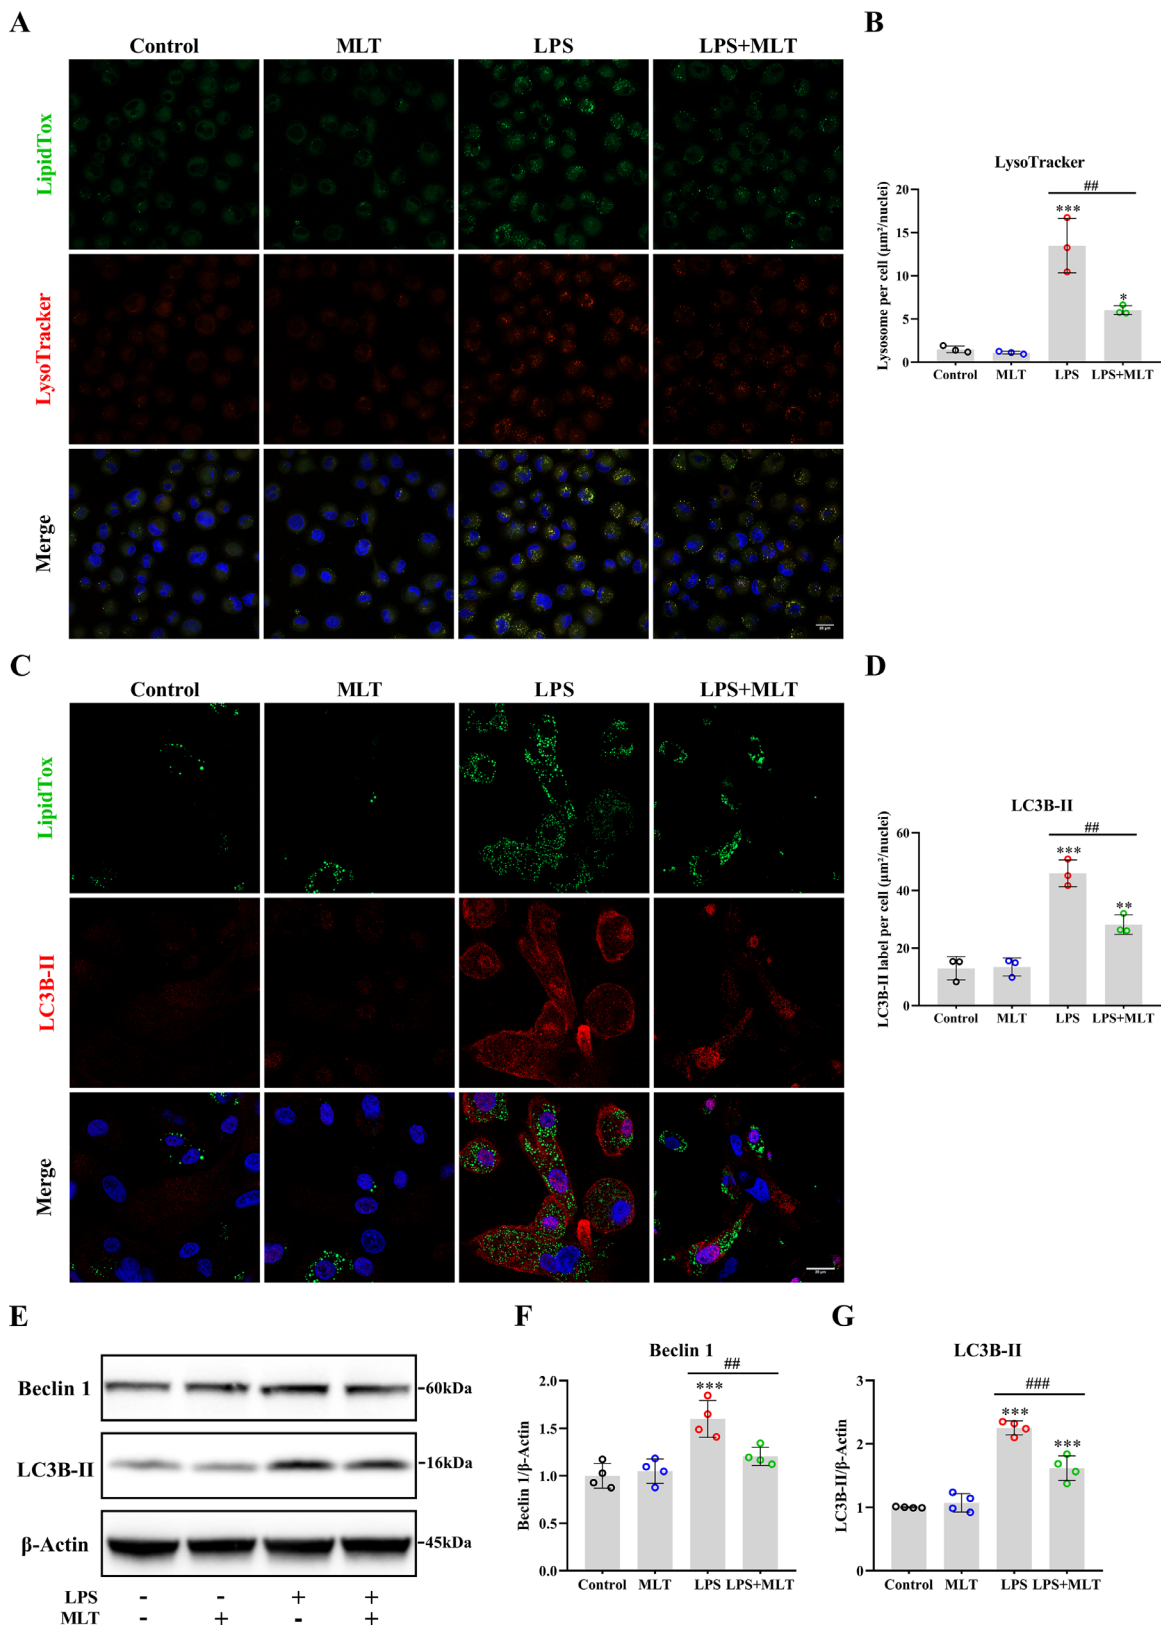 A
Control MLT LPS LPS+MLT
LipidTox
LysoTracker
Merge
20 μm
B
LysoTracker
Lysosome per cell (μm²/nuclei)
20
15
10
5
0
##
***
*
Control MLT LPS LPS+MLT
C
Control MLT LPS LPS+MLT
LipidTox
LC3B-II
Merge
20 μm
D
LC3B-II
LC3B-II label per cell (μm²/nuclei)
60
40
20
0
##
***
**
Control MLT LPS LPS+MLT
E
Beclin 1 -60kDa
LC3B-II -16kDa
β-Actin -45kDa
LPS - - + +
MLT - + - +
F
Beclin 1
Beclin 1/β-Actin
2.0
1.5
1.0
0.5
0.0
##
***
Control MLT LPS LPS+MLT
G
LC3B-II
LC3B-II/β-Actin
3
2
1
0
###
***
***
Control MLT LPS LPS+MLT